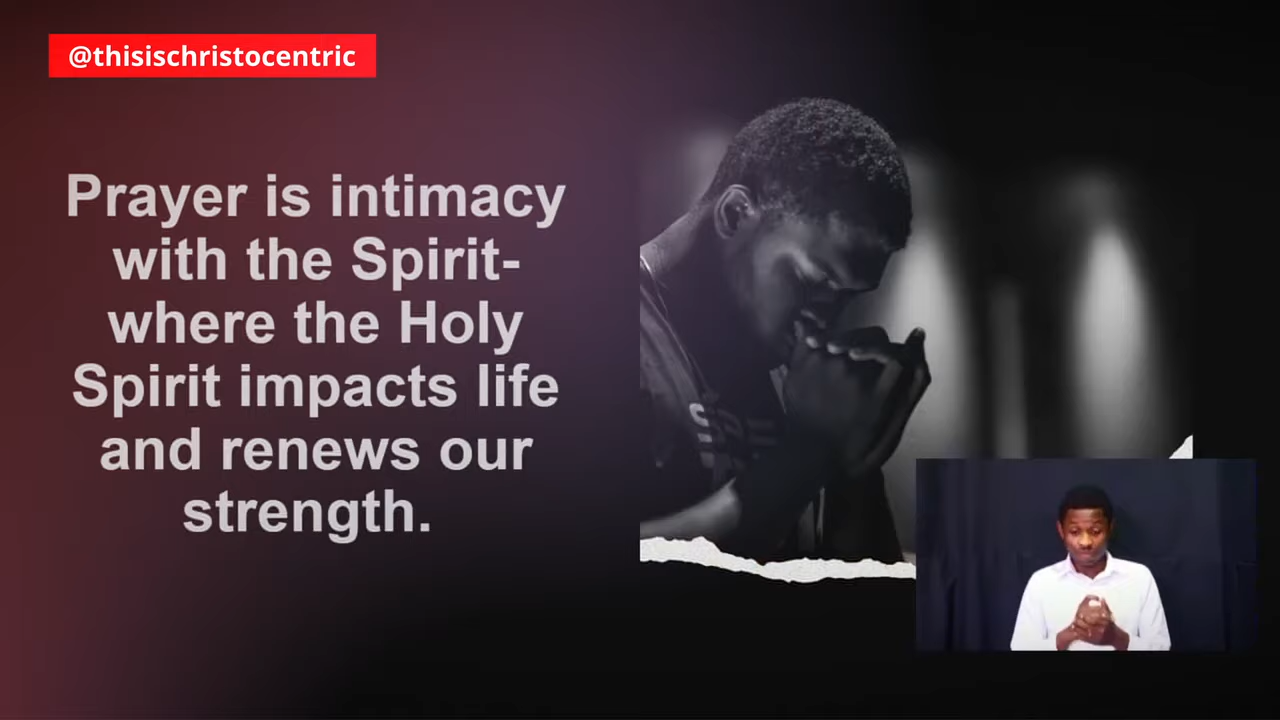 @thisischristocentric
Prayer is intimacy
with the Spirit-
where the Holy
Spirit impacts life
and renews our
strength.